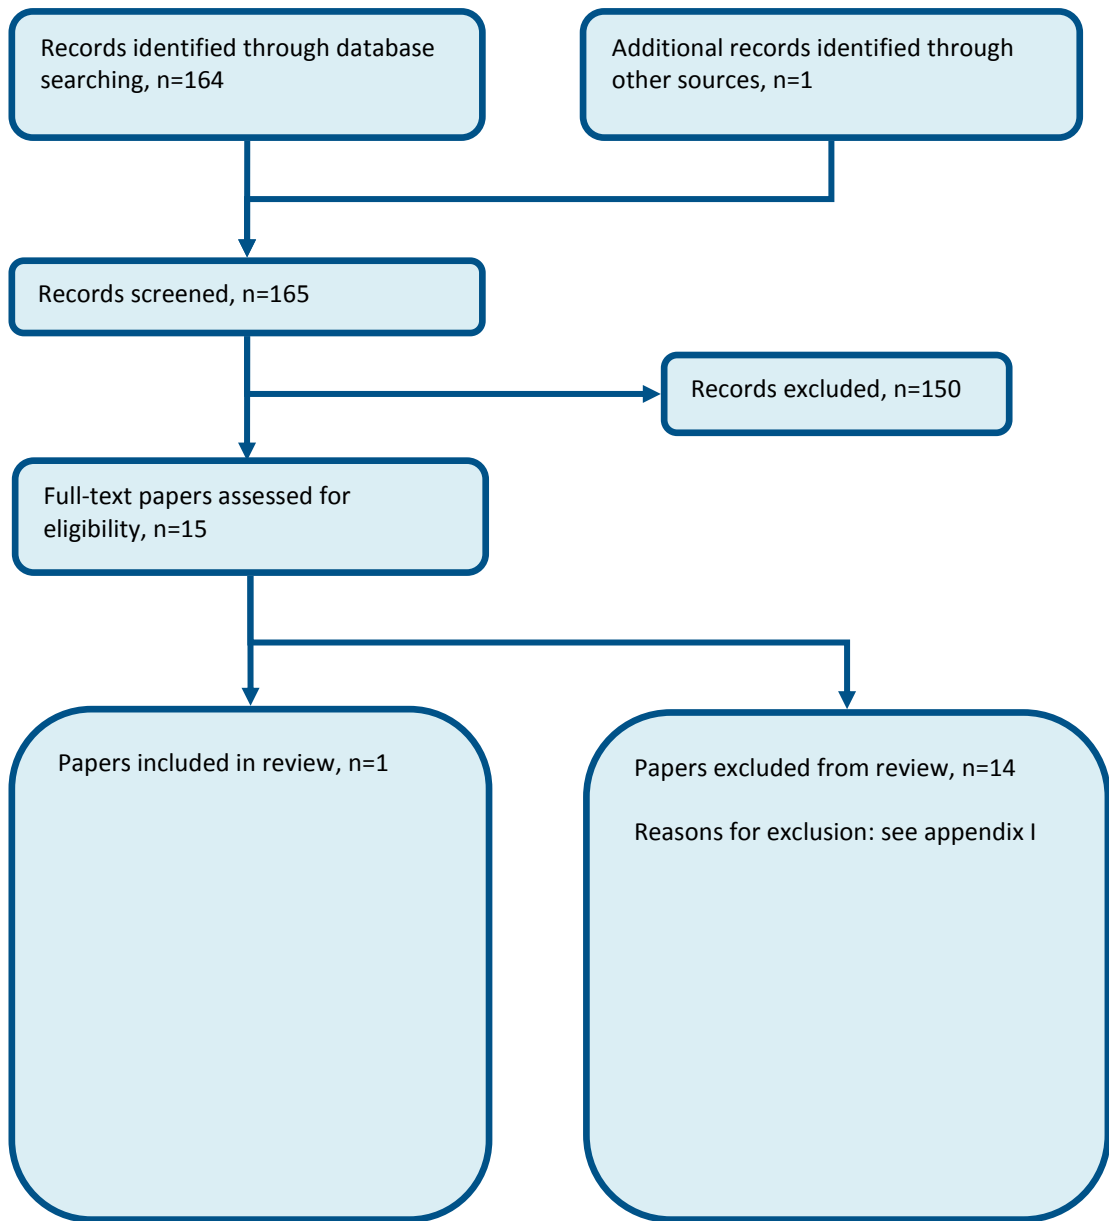 Records identified through database
searching, n=164
Additional records identified through
other sources, n=1
Records screened, n=165
Records excluded, n=150
Full-text papers assessed for
eligibility, n=15
Papers included in review, n=1
Papers excluded from review, n=14
Reasons for exclusion: see appendix I